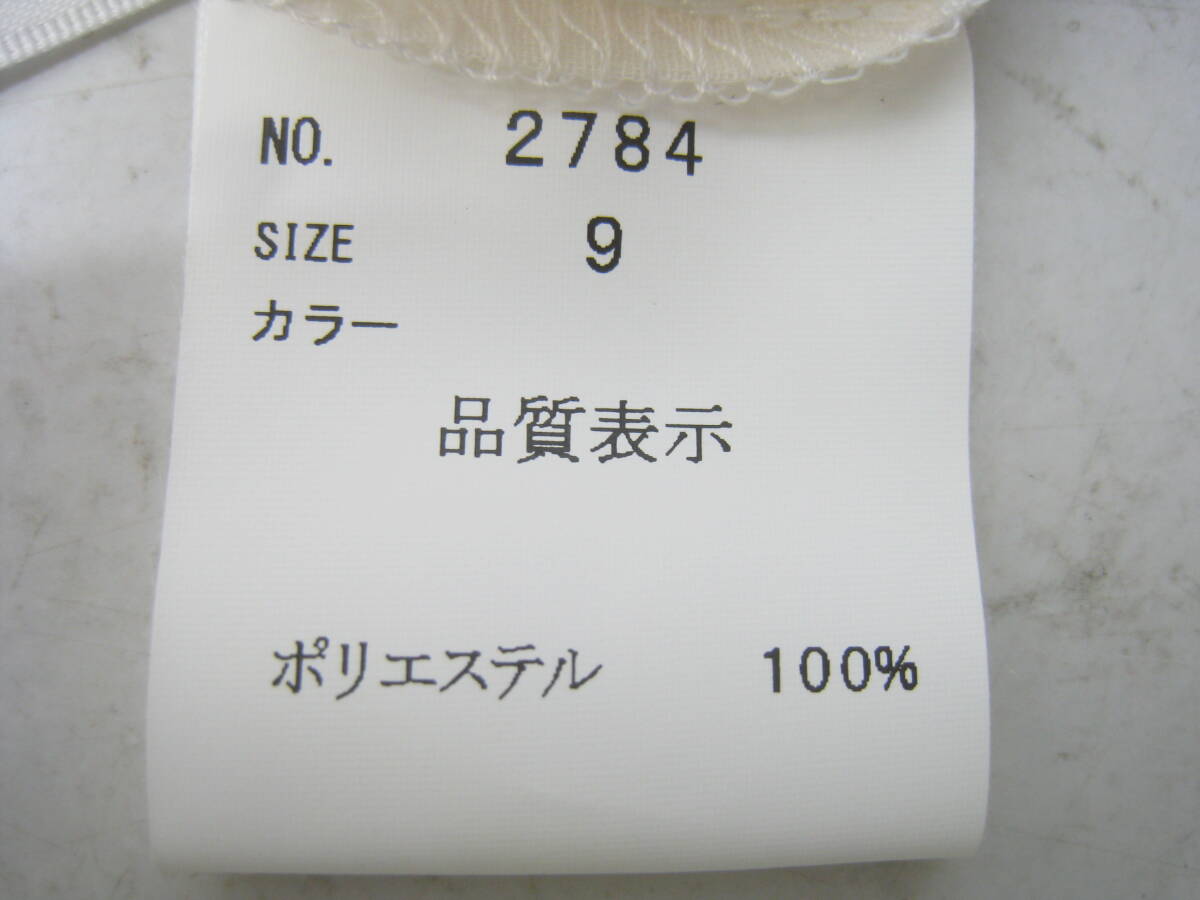 NO. 2784
SIZE 9
カラー
品質表示
ポリエステル 100%